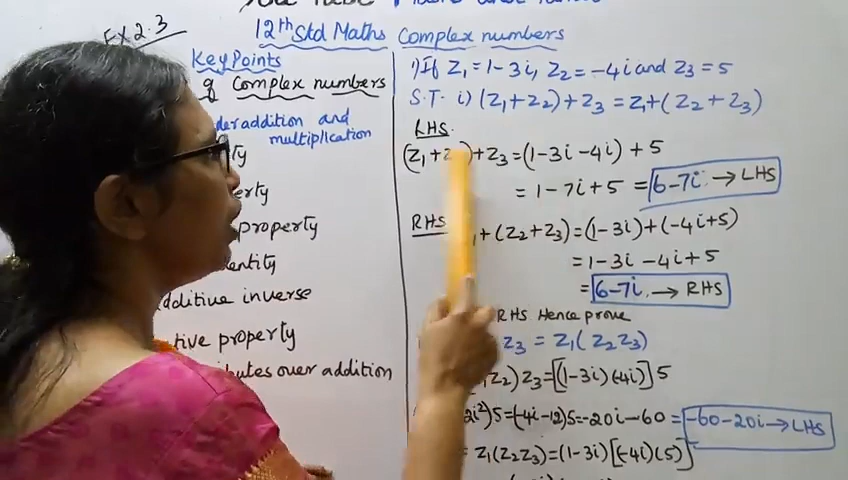 12th Std Maths Complex numbers
EX 2.3
Key Points
of Complex numbers
addition and
multiplication
property
entity
additive inverse
tive property
butes over addition
1) If Z₁ = 1-3i, Z₂ = -4i and Z₃ = 5
S.T. i) (Z₁+Z₂)+Z₃ = Z₁+(Z₂+Z₃)
LHS
(Z₁+Z )+Z₃ = (1-3i-4i)+5
= 1-7i+5 = 6-7i → LHS
RHS +(Z₂+Z₃) = (1-3i)+(-4i+5)
= 1-3i-4i+5
= 6-7i → RHS
RHS Hence prove
Z₃ = Z₁(Z₂Z₃)
Z₂)Z₃ = [(1-3i)(-4i)]5
2i²)5 = (-4i-12)5 = -20i-60 = -60-20i → LHS
= Z₁(Z₂Z₃) = (1-3i)[(-4i)(5)]